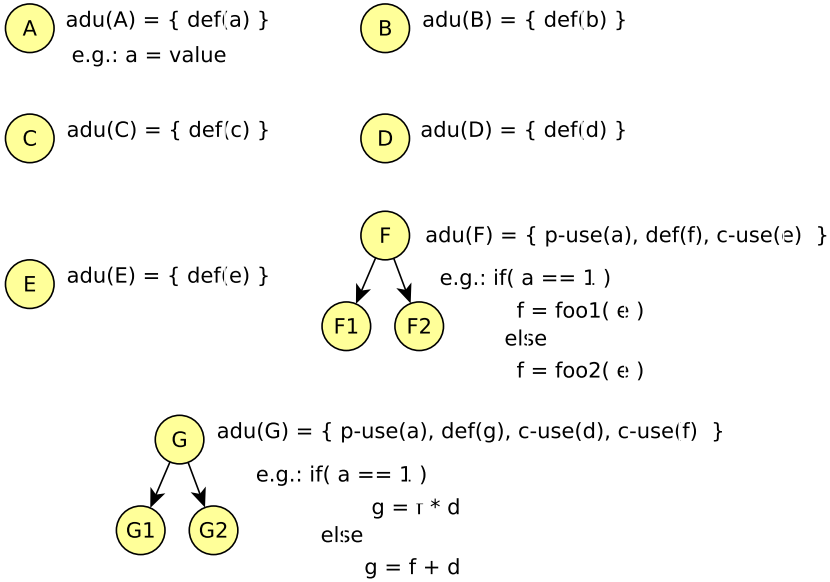 A adu(A) = { def(a) }
e.g.: a = value
B adu(B) = { def(b) }
C adu(C) = { def(c) }
D adu(D) = { def(d) }
E adu(E) = { def(e) }
F adu(F) = { p-use(a), def(f), c-use(e) }
e.g.: if( a == 1 )
f = foo1( e )
else
f = foo2( e )
F1 F2
G adu(G) = { p-use(a), def(g), c-use(d), c-use(f) }
e.g.: if( a == 1 )
g = * d
else
g = f + d
G1 G2